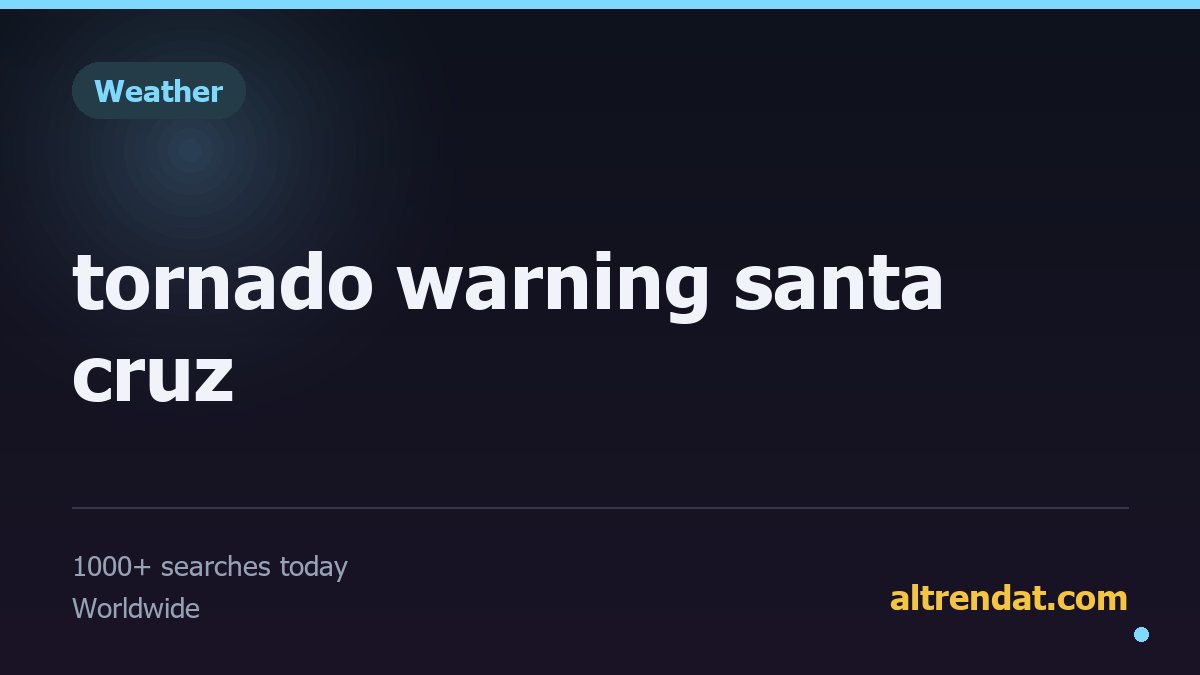 Weather
tornado warning santa
cruz
1000+ searches today
Worldwide
altrendat.com